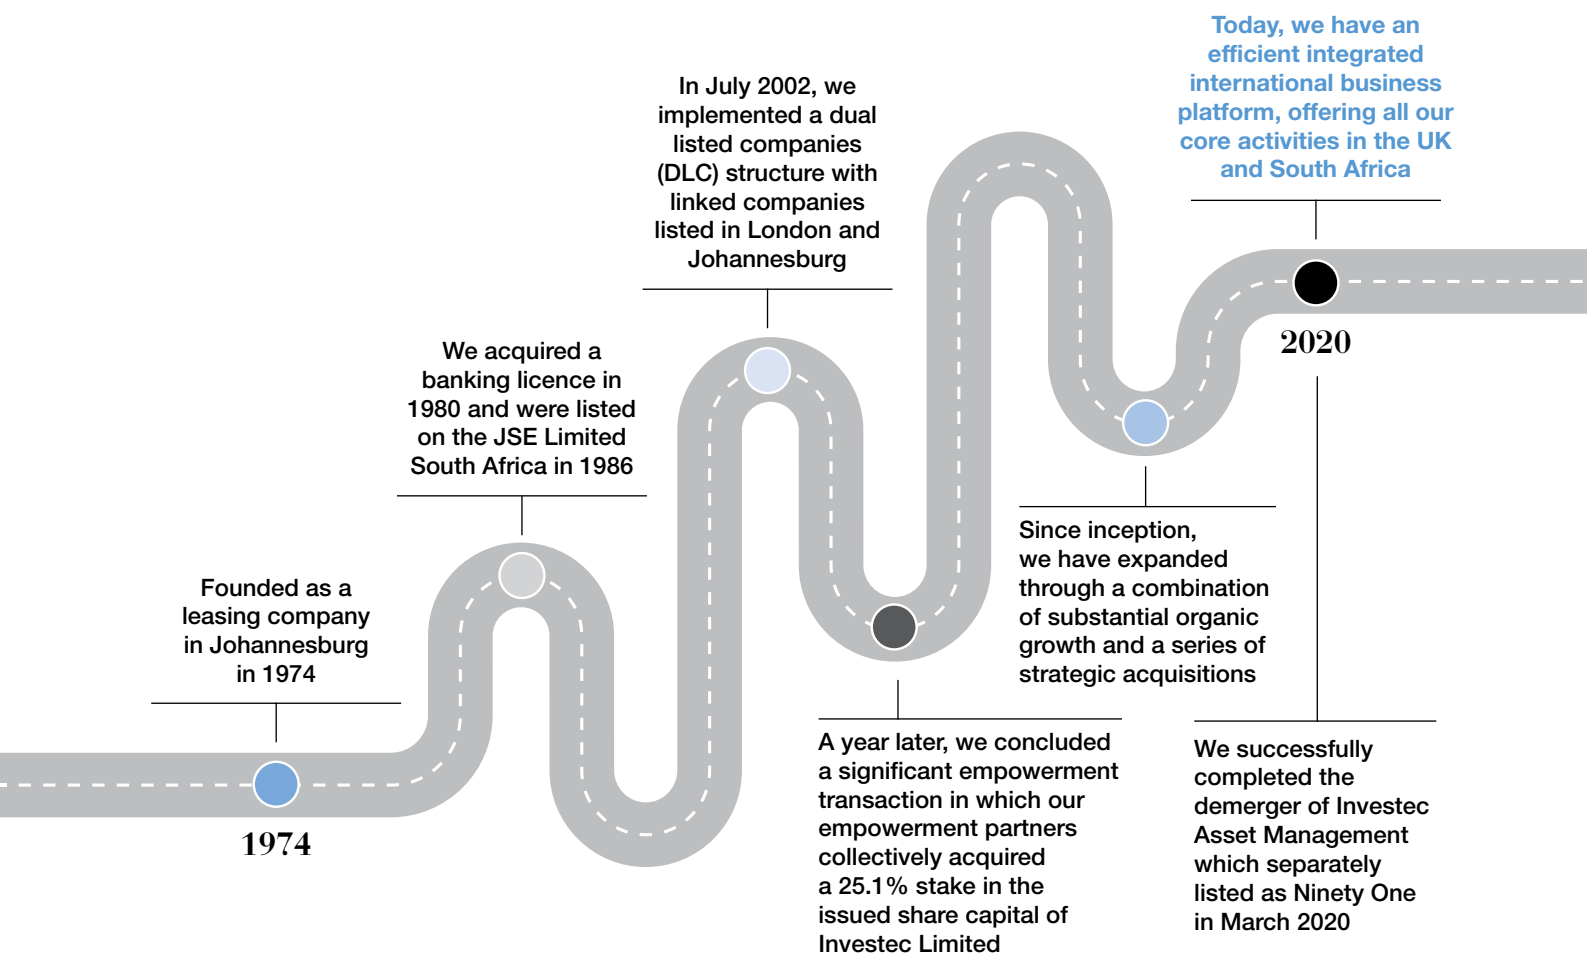 Founded as a
leasing company
in Johannesburg
in 1974
1974
We acquired a
banking licence in
1980 and were listed
on the JSE Limited
South Africa in 1986
In July 2002, we
implemented a dual
listed companies
(DLC) structure with
linked companies
listed in London and
Johannesburg
A year later, we concluded
a significant empowerment
transaction in which our
empowerment partners
collectively acquired
a 25.1% stake in the
issued share capital of
Investec Limited
Since inception,
we have expanded
through a combination
of substantial organic
growth and a series of
strategic acquisitions
Today, we have an
efficient integrated
international business
platform, offering all our
core activities in the UK
and South Africa
2020
We successfully
completed the
demerger of Investec
Asset Management
which separately
listed as Ninety One
in March 2020